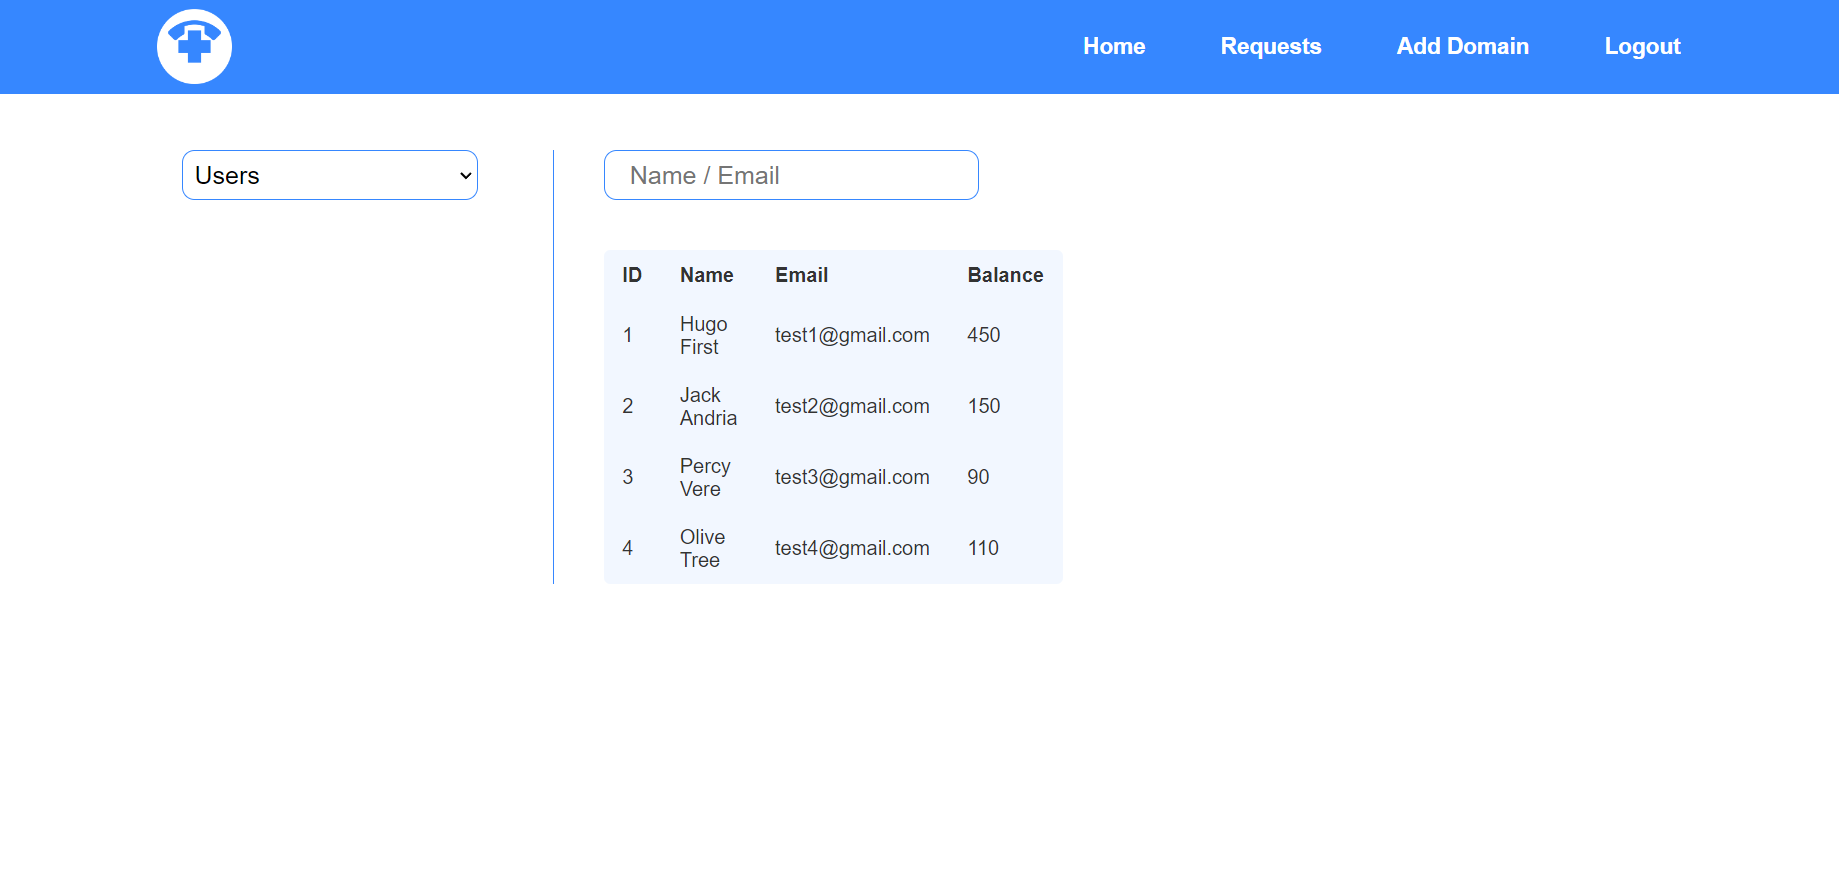 Home Requests Add Domain Logout
Users
Name / Email
ID Name Email Balance
1 Hugo First test1@gmail.com 450
2 Jack Andria test2@gmail.com 150
3 Percy Vere test3@gmail.com 90
4 Olive Tree test4@gmail.com 110